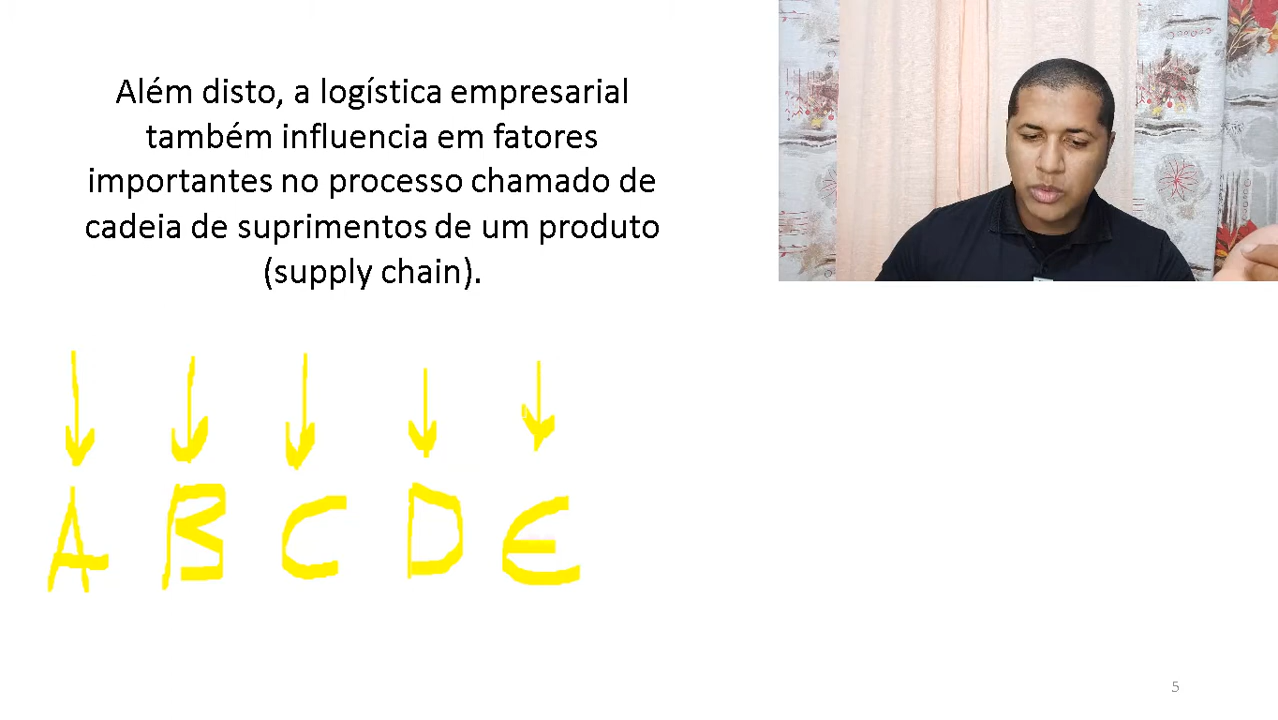 Além disto, a logística empresarial
também influencia em fatores
importantes no processo chamado de
cadeia de suprimentos de um produto
(supply chain).
A B C D E
5